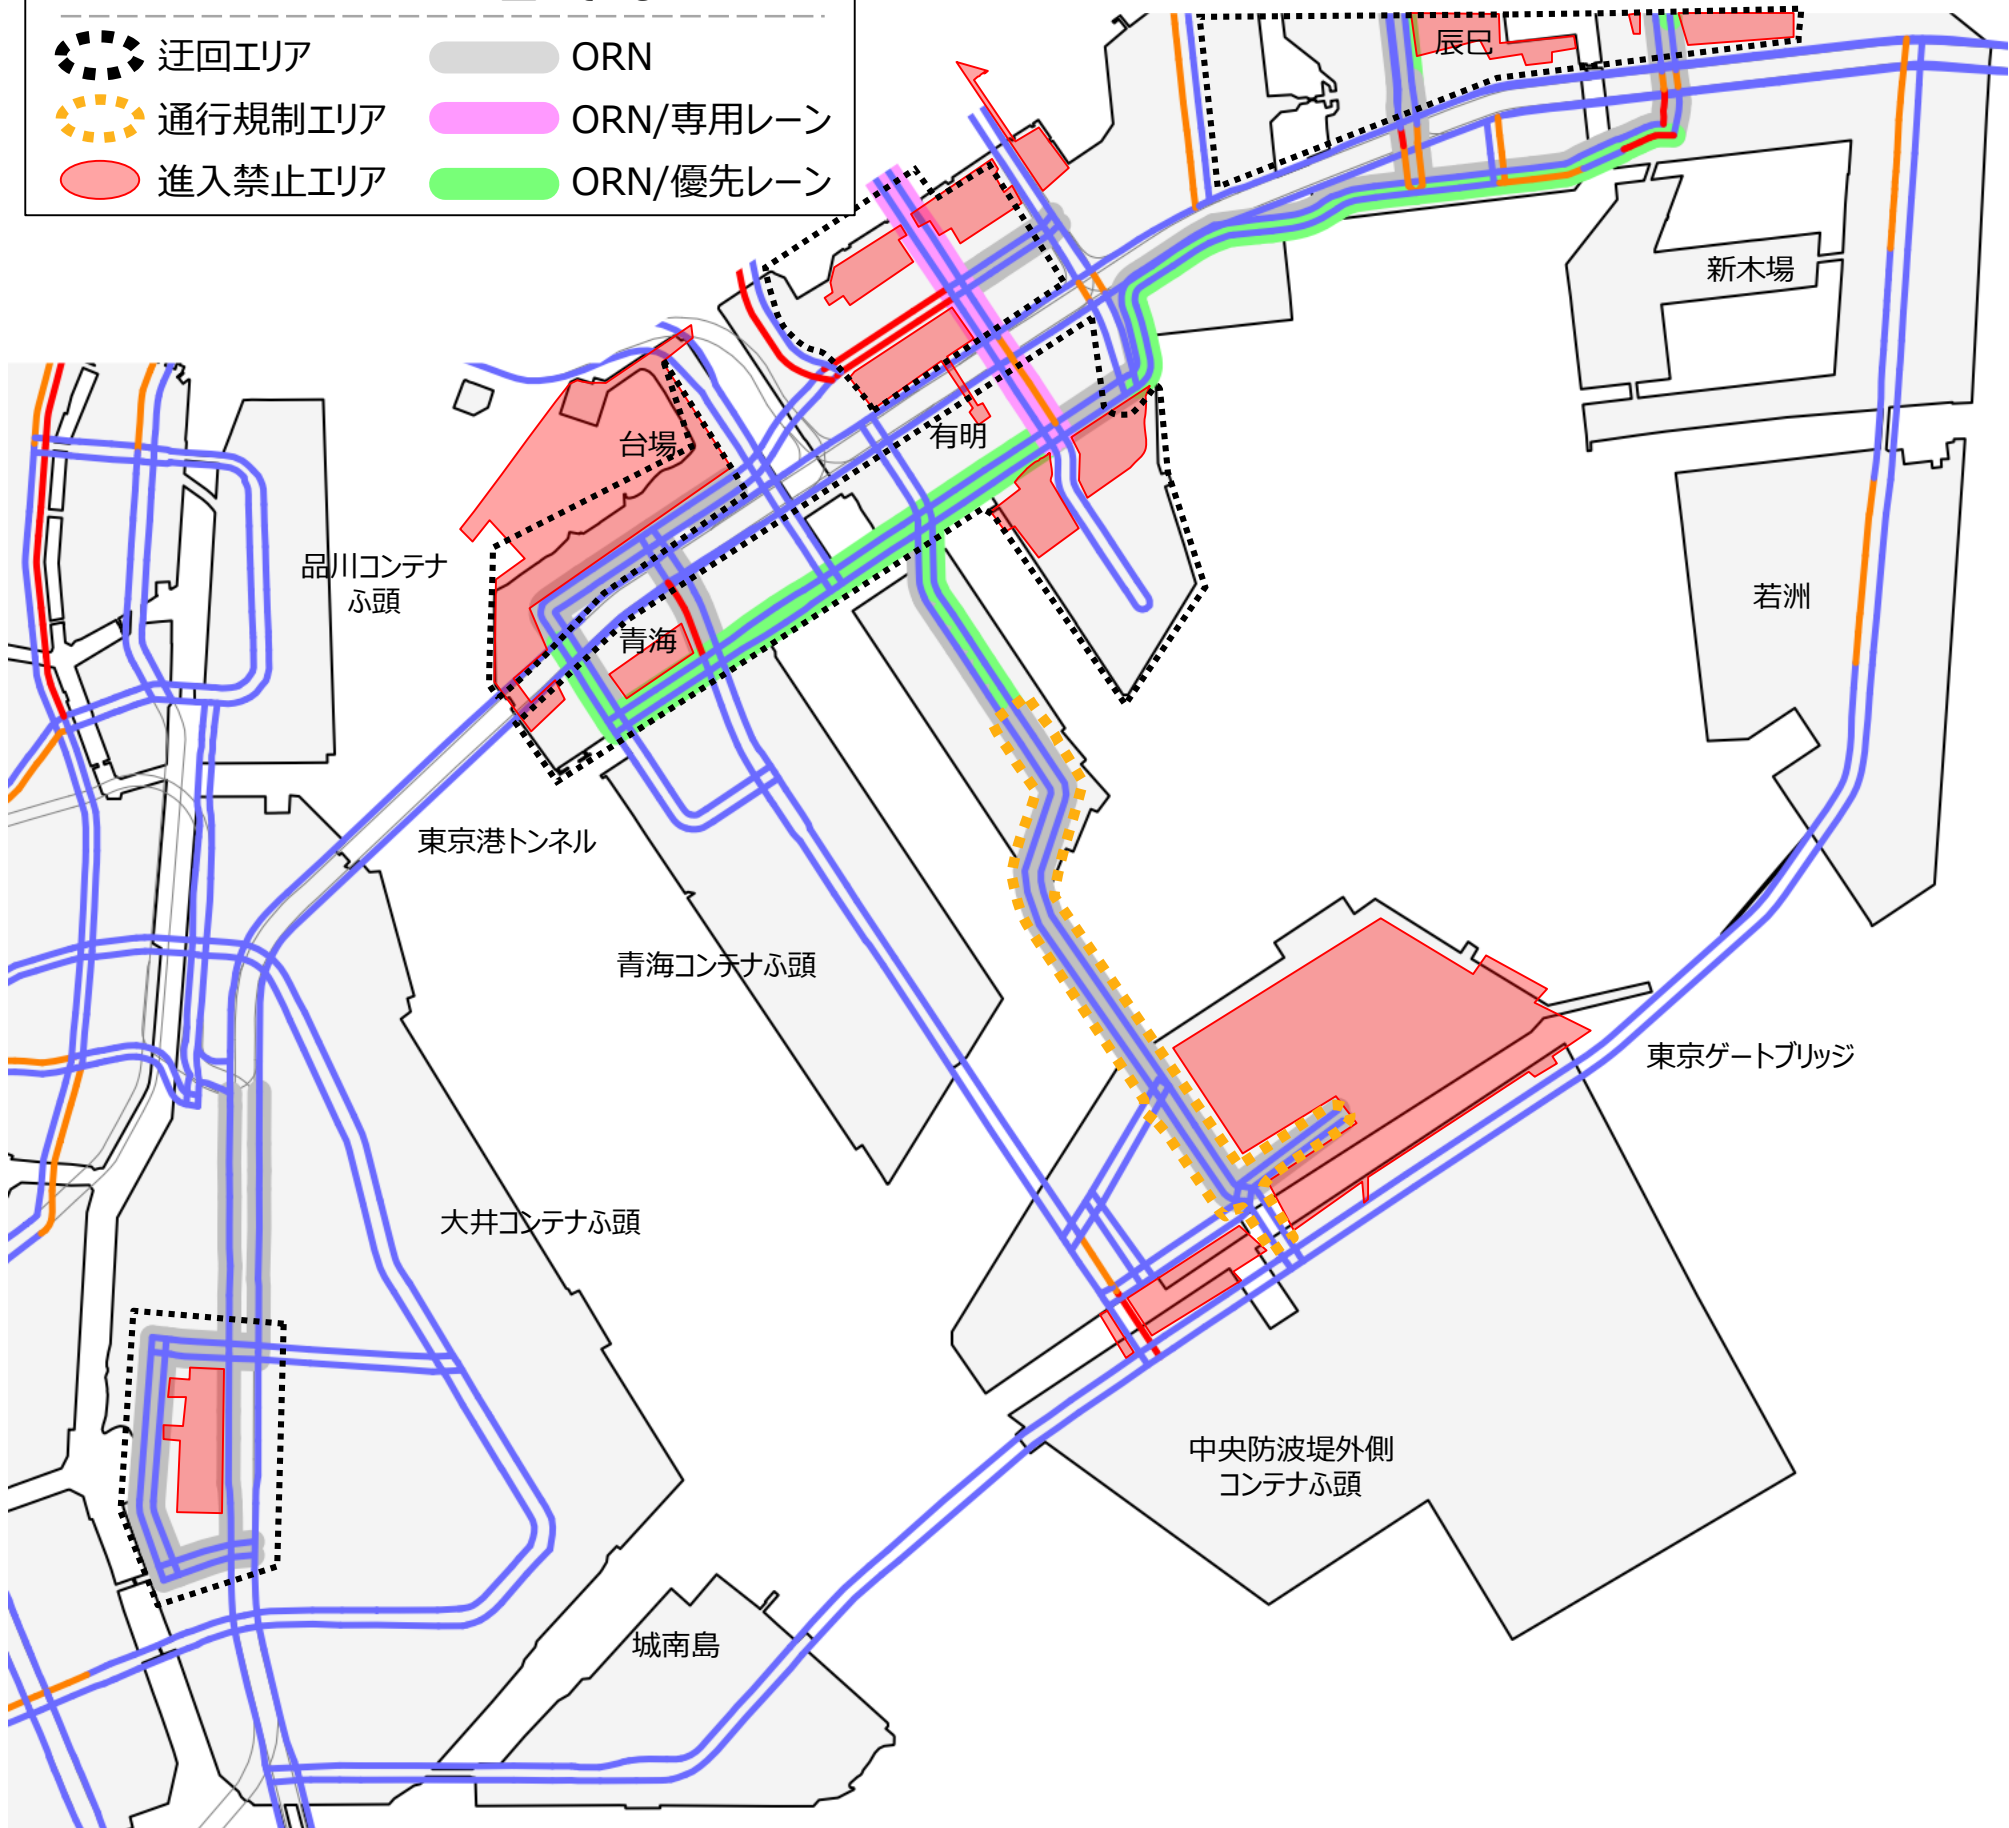 迂回エリア
ORN
通行規制エリア
ORN/専用レーン
進入禁止エリア
ORN/優先レーン
辰巳
新木場
台場
有明
品川コンテナ
ふ頭
若洲
青海
東京港トンネル
青海コンテナふ頭
東京ゲートブリッジ
大井コンテナふ頭
中央防波堤外側
コンテナふ頭
城南島